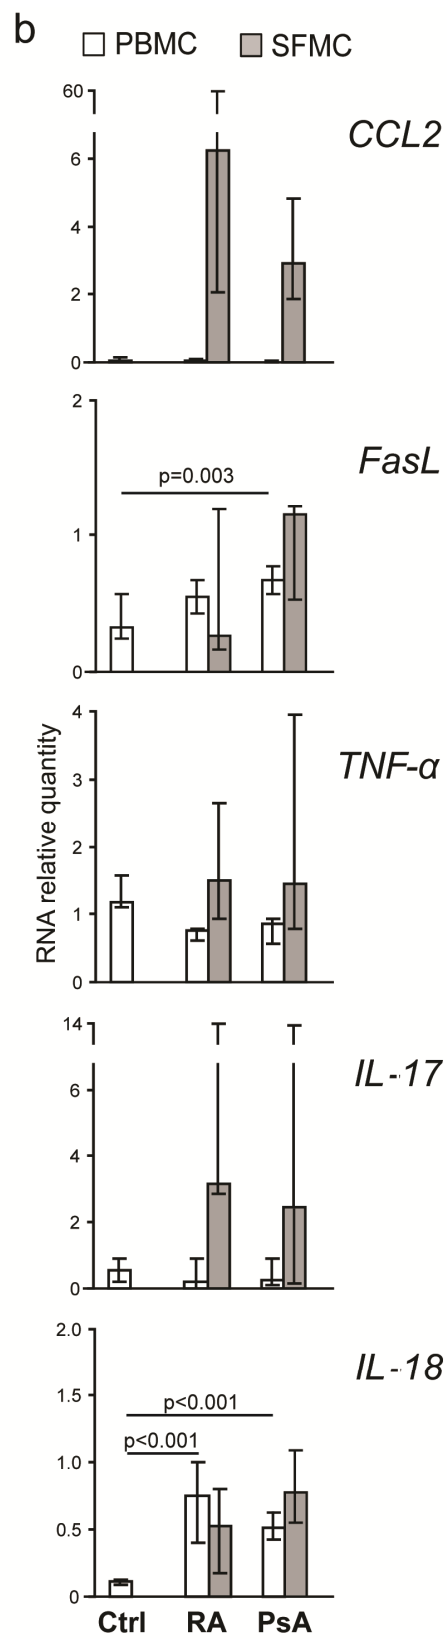 b
PBMC SFMC
60
6
4
2
0
CCL2
2
1
0
p=0.003
FasL
RNA relative quantity
4
3
2
1
0
TNF-α
14
6
4
2
0
IL-17
2.0
1.5
1.0
0.5
0
p<0.001
p<0.001
IL-18
Ctrl RA PsA